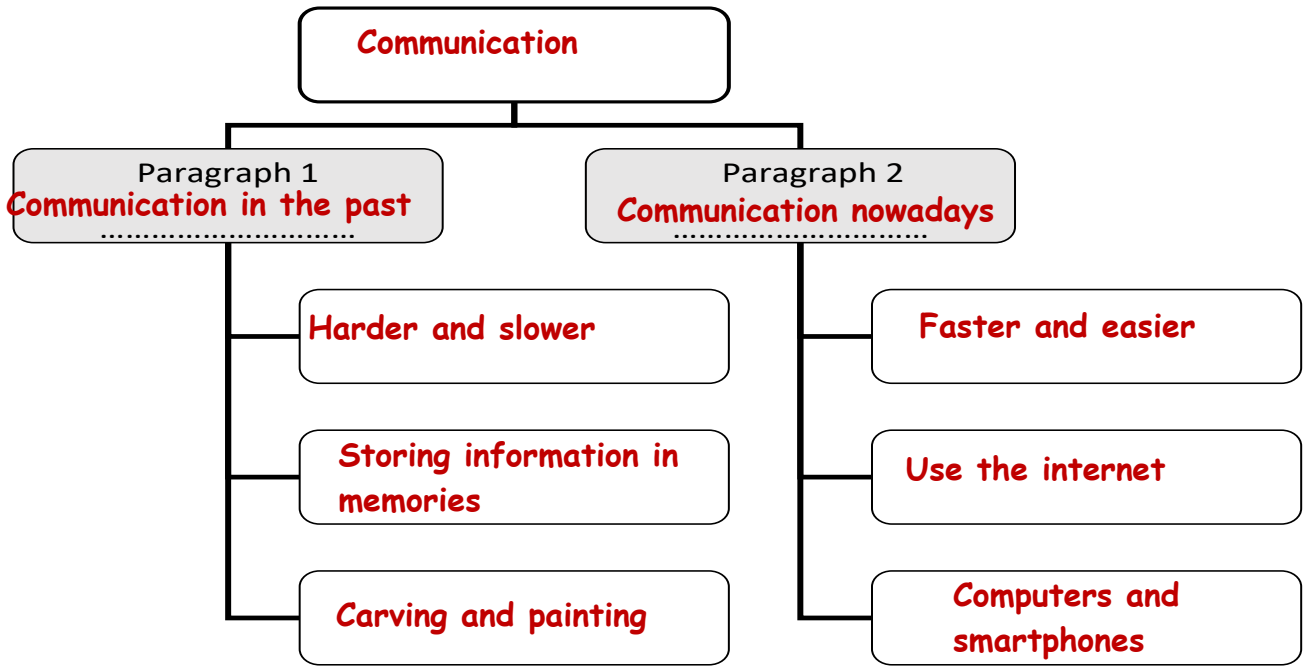 Communication
Paragraph 1
Communication in the past
……………………………
Harder and slower
Storing information in
memories
Carving and painting
Paragraph 2
Communication nowadays
……………………………
Faster and easier
Use the internet
Computers and
smartphones